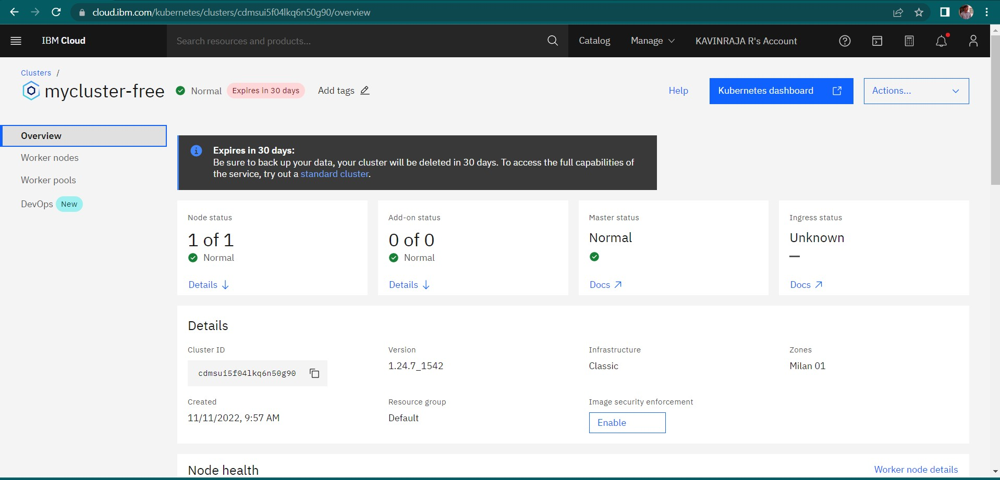 cloud.ibm.com/kubernetes/clusters/cdmsui5f04lkq6n50g90/overview
IBM Cloud
Search resources and products...
Catalog
Manage
KAVINRAJA R's Account
Clusters /
mycluster-free
Normal
Expires in 30 days
Add tags
Help
Kubernetes dashboard
Actions...
Overview
Worker nodes
Worker pools
DevOps New
Expires in 30 days:
Be sure to back up your data, your cluster will be deleted in 30 days. To access the full capabilities of
the service, try out a standard cluster.
Node status
1 of 1
Normal
Details
Add-on status
0 of 0
Normal
Details
Master status
Normal
Docs
Ingress status
Unknown
Docs
Details
Cluster ID
cdmsui5f04lkq6n50g90
Version
1.24.7_1542
Infrastructure
Classic
Zones
Milan 01
Created
11/11/2022, 9:57 AM
Resource group
Default
Image security enforcement
Enable
Node health
Worker node details